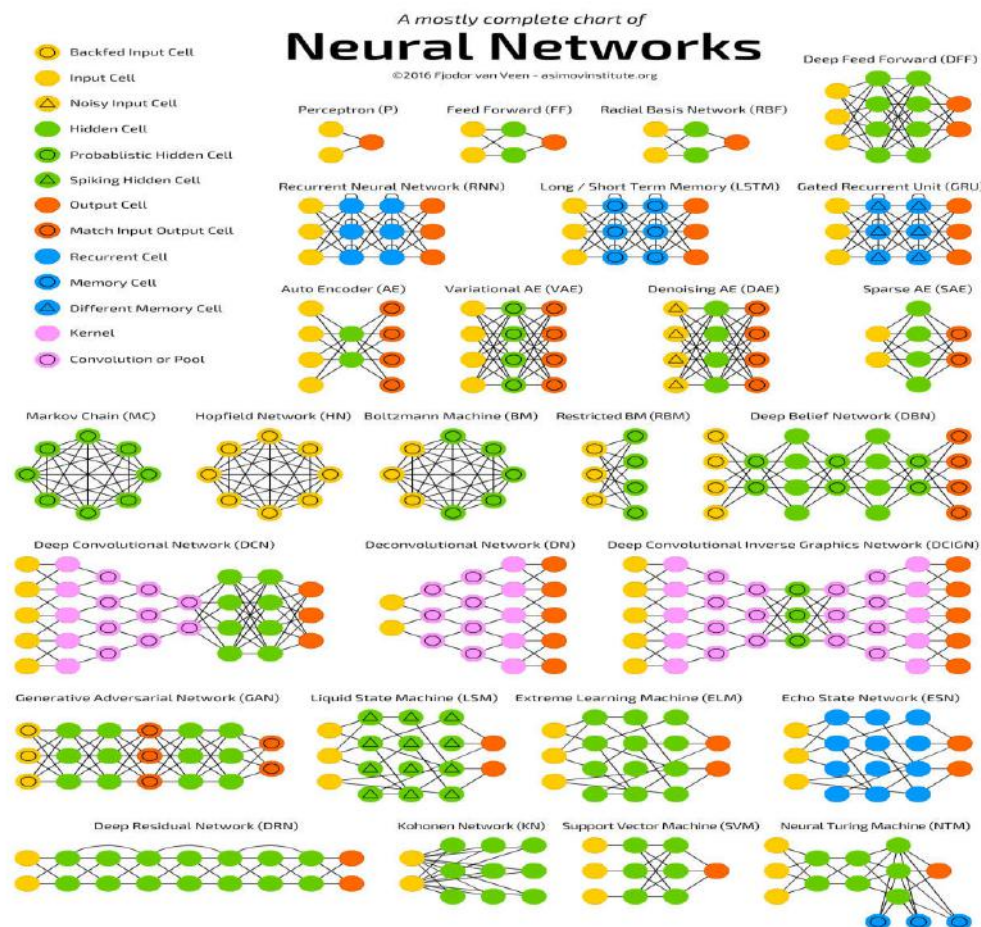 A mostly complete chart of
Neural Networks
©2016 Fjodor van Veen - asimovinstitute.org
Backfed Input Cell
Input Cell
Noisy Input Cell
Hidden Cell
Probablistic Hidden Cell
Spiking Hidden Cell
Output Cell
Match Input Output Cell
Recurrent Cell
Memory Cell
Different Memory Cell
Kernel
Convolution or Pool
Deep Feed Forward (DFF)
Perceptron (P) Feed Forward (FF) Radial Basis Network (RBF)
Recurrent Neural Network (RNN) Long / Short Term Memory (LSTM) Gated Recurrent Unit (GRU)
Auto Encoder (AE) Variational AE (VAE) Denoising AE (DAE) Sparse AE (SAE)
Markov Chain (MC) Hopfield Network (HN) Boltzmann Machine (BM) Restricted BM (RBM) Deep Belief Network (DBN)
Deep Convolutional Network (DCN) Deconvolutional Network (DN) Deep Convolutional Inverse Graphics Network (DCIGN)
Generative Adversarial Network (GAN) Liquid State Machine (LSM) Extreme Learning Machine (ELM) Echo State Network (ESN)
Deep Residual Network (DRN) Kohonen Network (KN) Support Vector Machine (SVM) Neural Turing Machine (NTM)